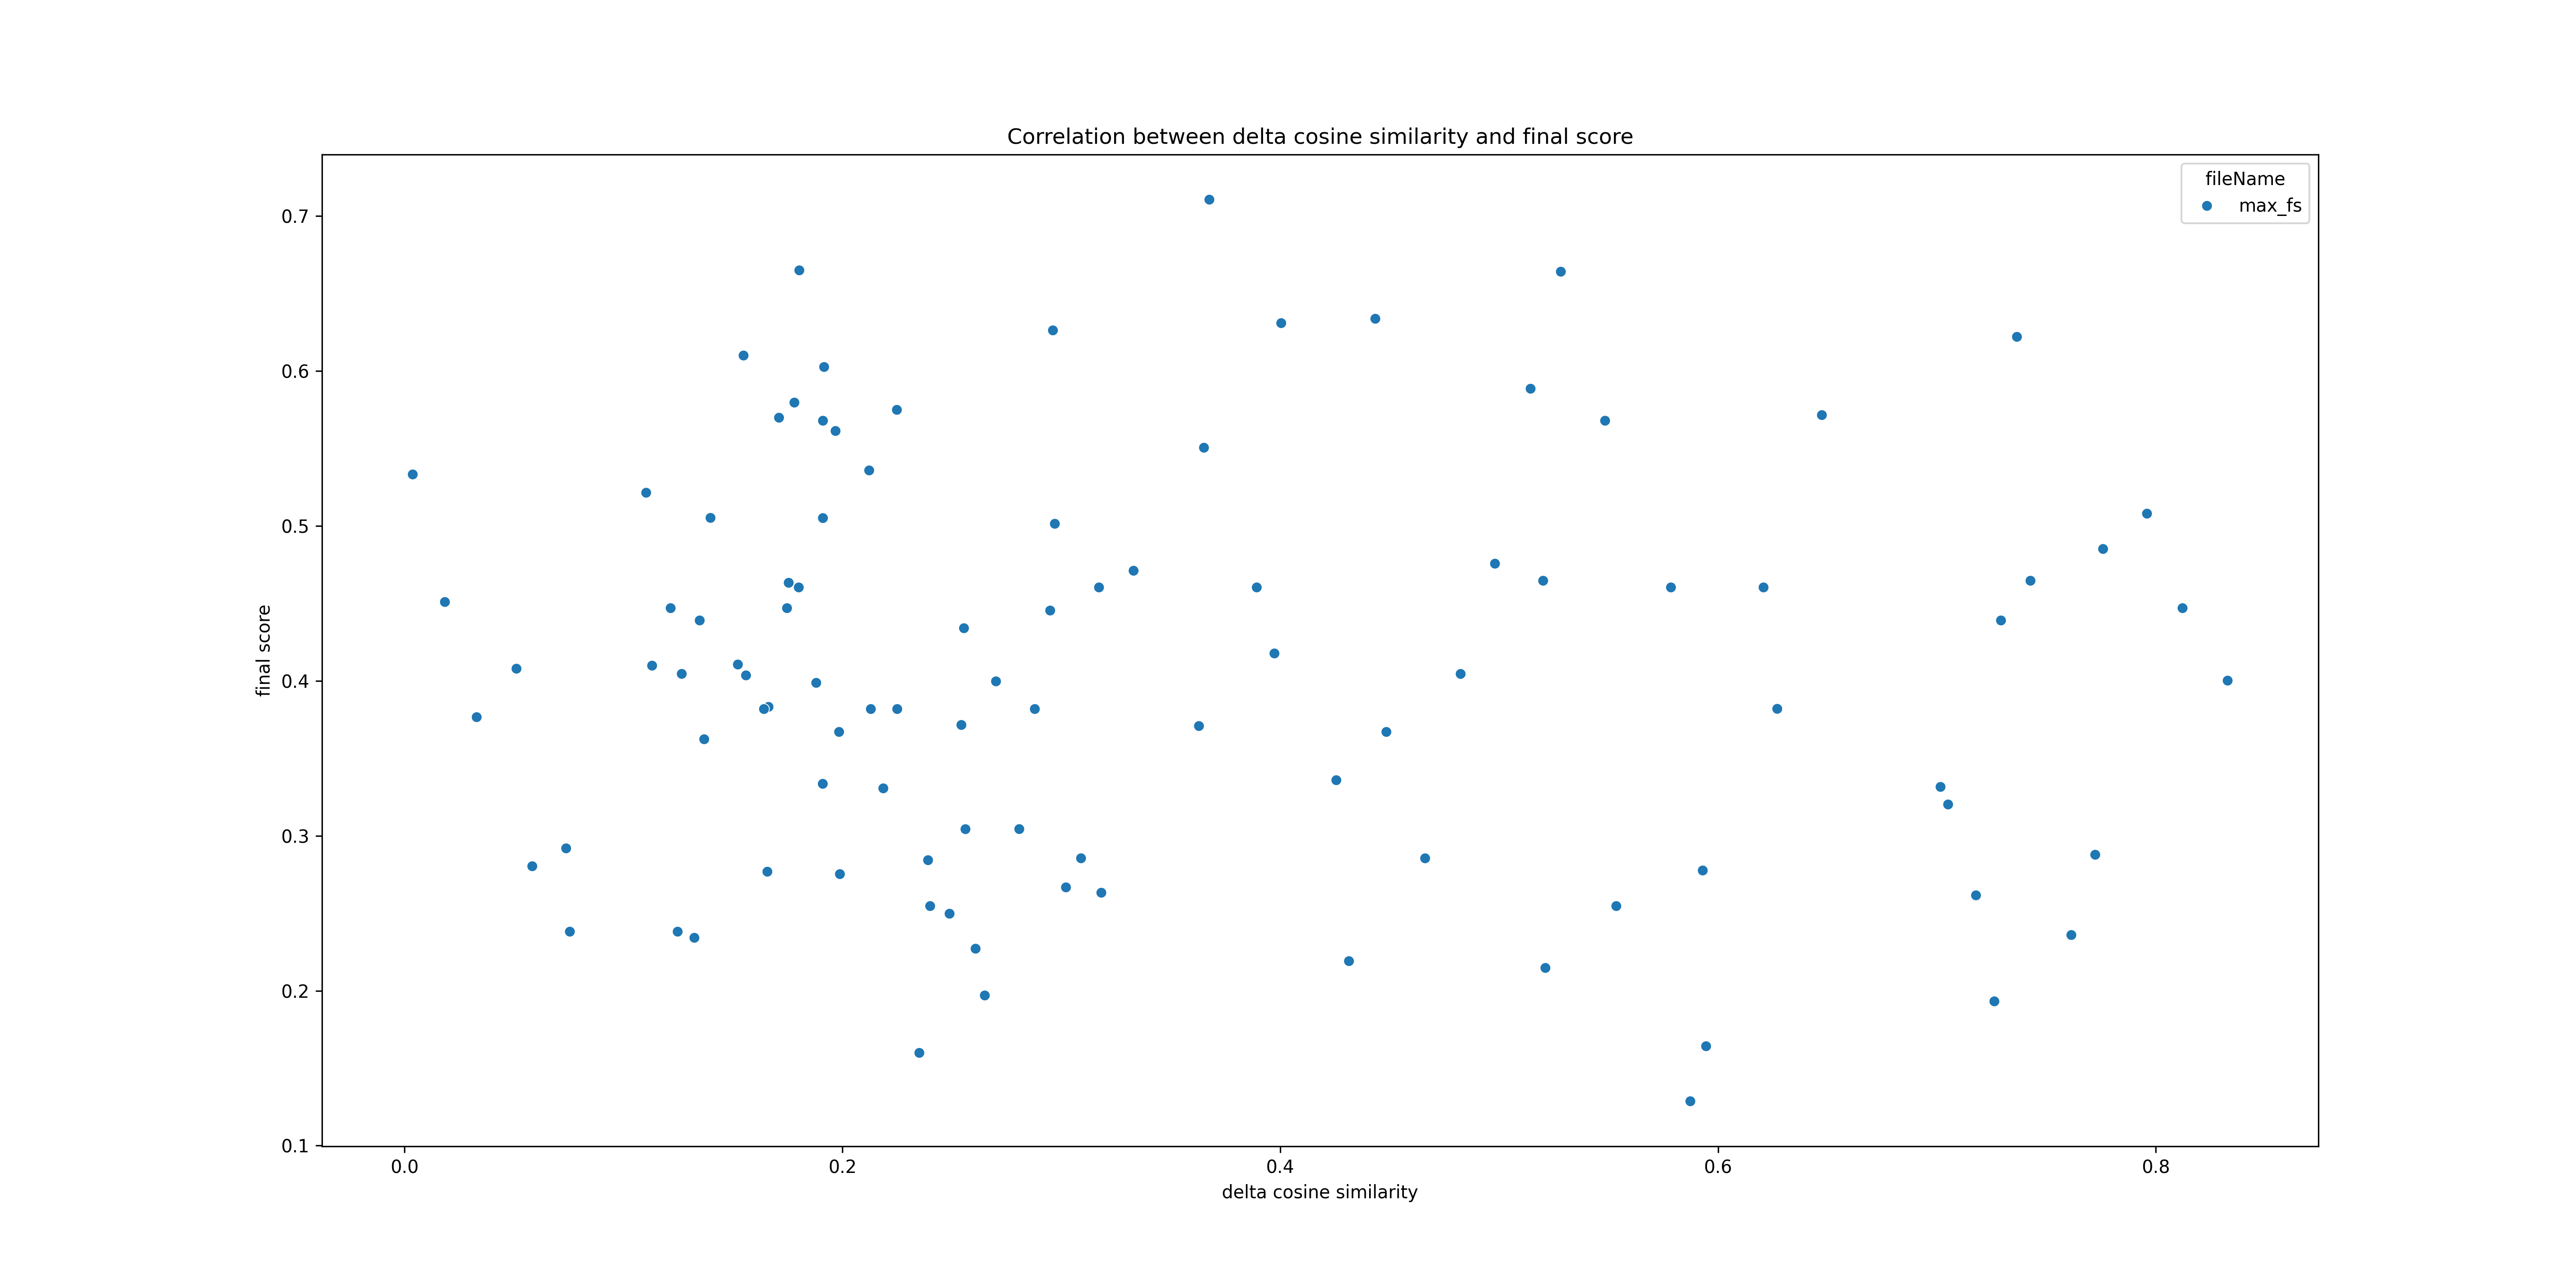 Correlation between delta cosine similarity and final score
fileName
max_fs
0.7
0.6
0.5
0.4
0.3
0.2
0.1
final score
0.0 0.2 0.4 0.6 0.8
delta cosine similarity